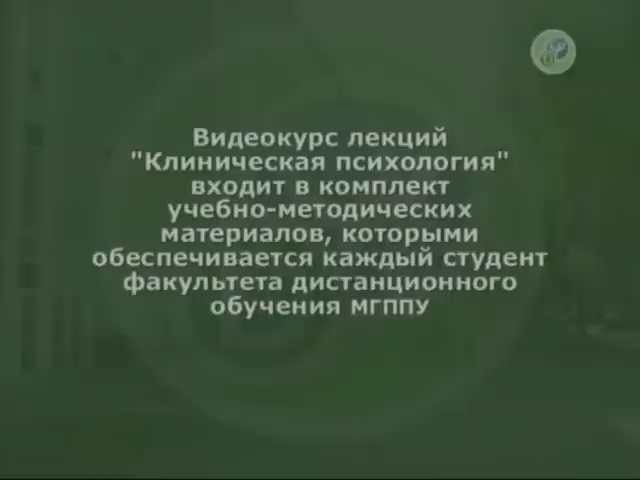 Видеокурс лекций
"Клиническая психология"
входит в комплект
учебно-методических
материалов, которыми
обеспечивается каждый студент
факультета дистанционного
обучения МГППУ